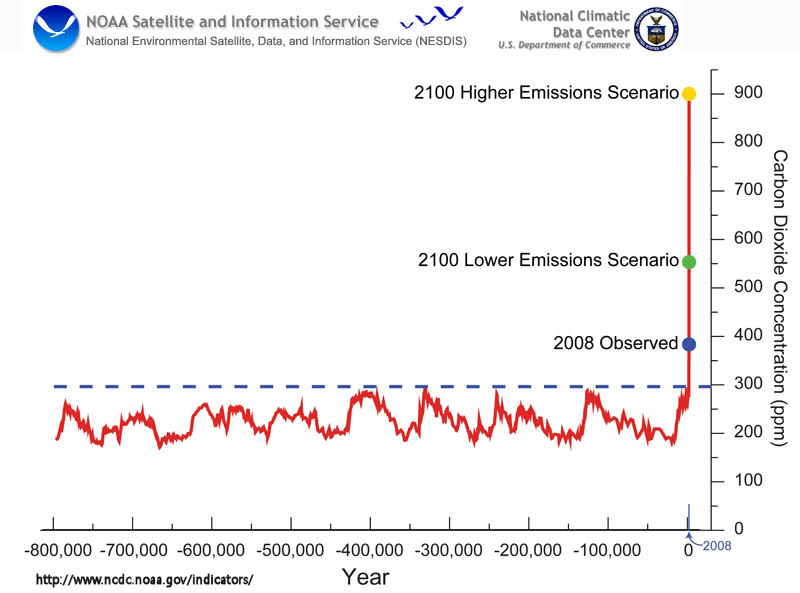 NOAA Satellite and Information Service
National Environmental Satellite, Data, and Information Service (NESDIS)
National Climatic
Data Center
U.S. Department of Commerce
2100 Higher Emissions Scenario
2100 Lower Emissions Scenario
2008 Observed
900
800
700
600
500
400
300
200
100
0
Carbon Dioxide Concentration (ppm)
-800,000 -700,000 -600,000 -500,000 -400,000 -300,000 -200,000 -100,000 0
2008
Year
http://www.ncdc.noaa.gov/indicators/